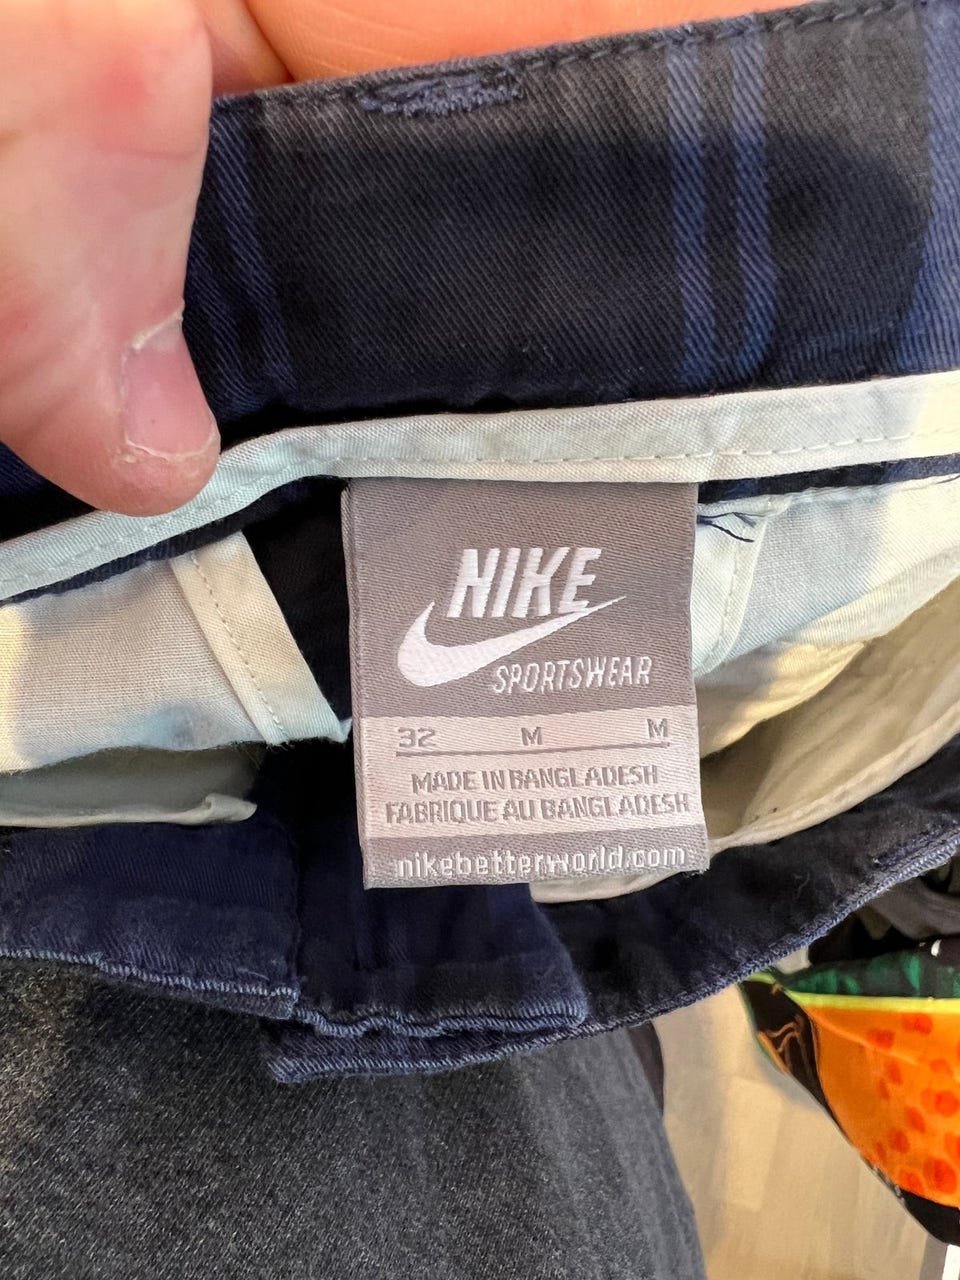 NIKE
SPORTSWEAR
32 M M
MADE IN BANGLADESH
FABRIQUE AU BANGLADESH
nikebetterworld.com